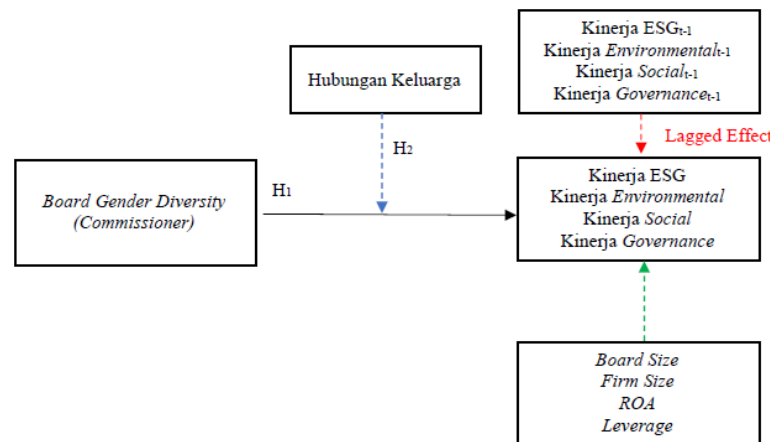 Kinerja ESGt-1
Kinerja Environmentalt-1
Kinerja Socialt-1
Kinerja Governancet-1
Hubungan Keluarga
Lagged Effect
H2
H1
Board Gender Diversity
(Commissioner)
Kinerja ESG
Kinerja Environmental
Kinerja Social
Kinerja Governance
Board Size
Firm Size
ROA
Leverage